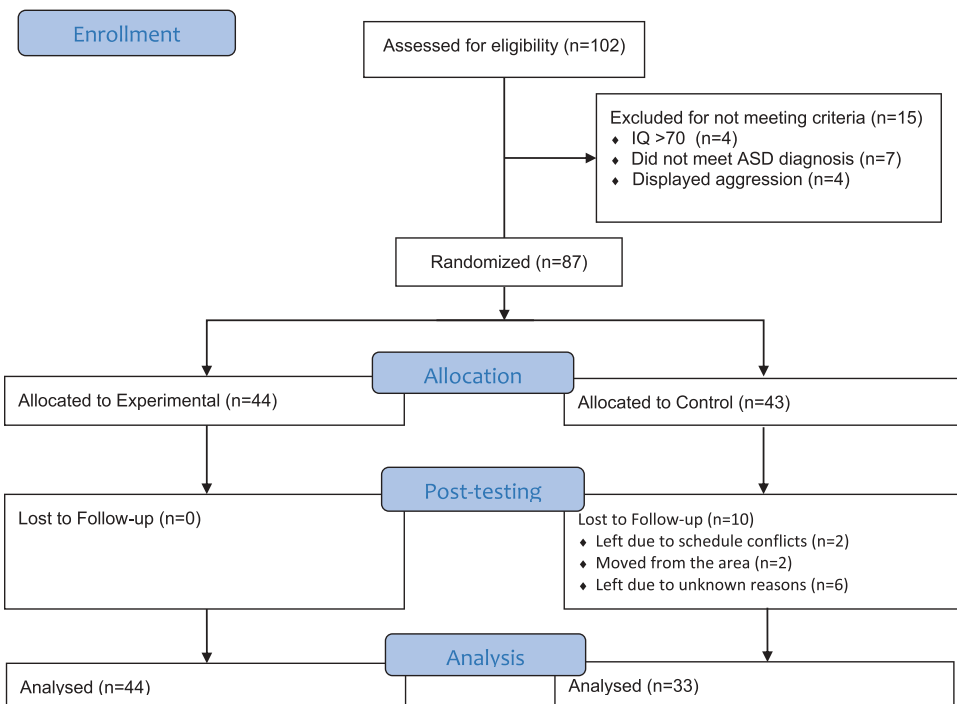 Enrollment
Assessed for eligibility (n=102)
Excluded for not meeting criteria (n=15)
♦ IQ >70 (n=4)
♦ Did not meet ASD diagnosis (n=7)
♦ Displayed aggression (n=4)
Randomized (n=87)
Allocation
Allocated to Experimental (n=44)
Allocated to Control (n=43)
Post-testing
Lost to Follow-up (n=0)
Lost to Follow-up (n=10)
♦ Left due to schedule conflicts (n=2)
♦ Moved from the area (n=2)
♦ Left due to unknown reasons (n=6)
Analysis
Analysed (n=44)
Analysed (n=33)